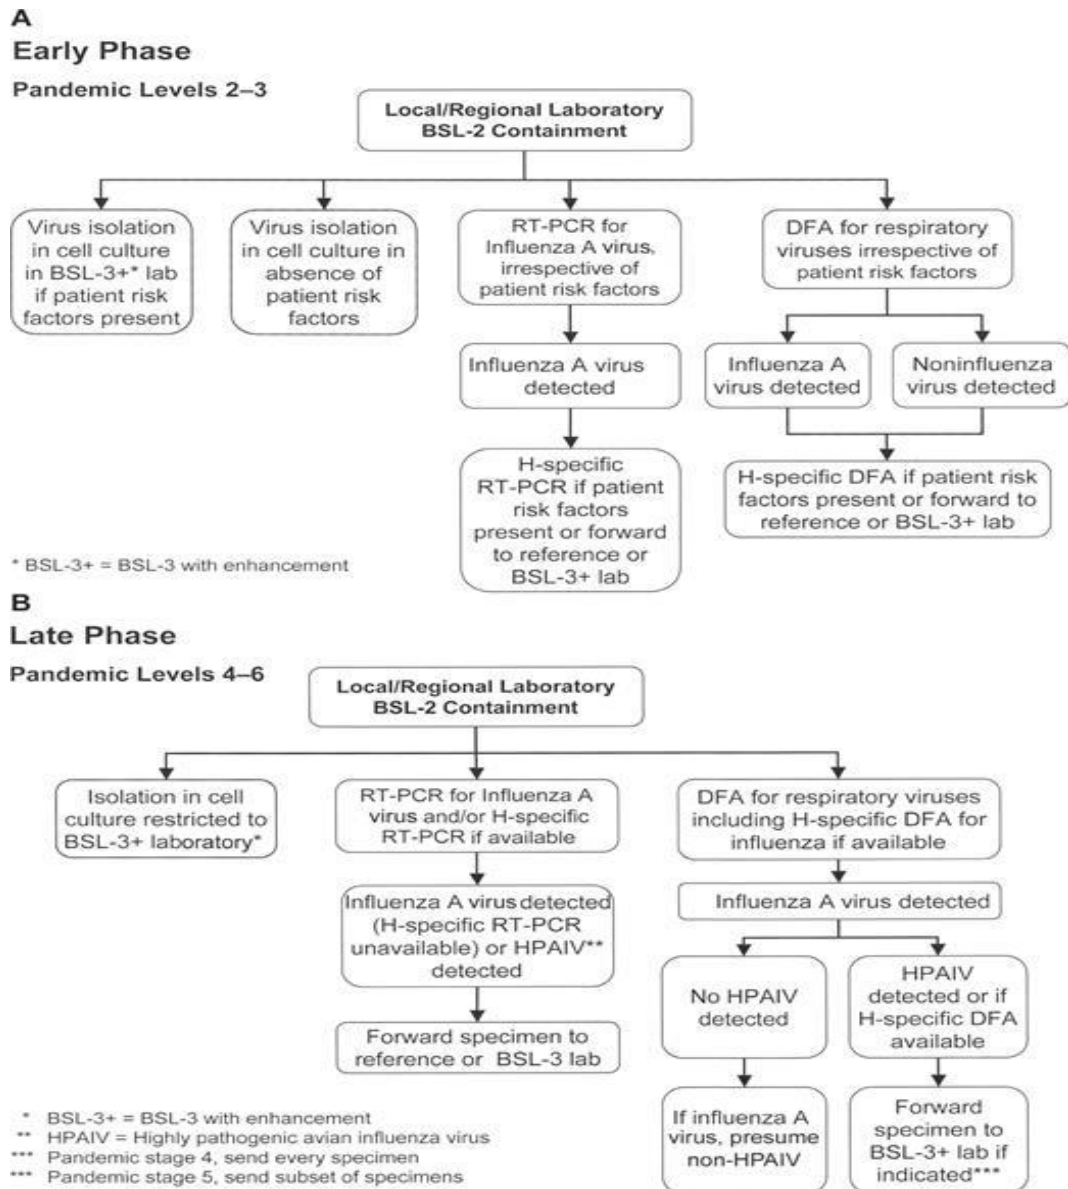 A
Early Phase
Pandemic Levels 2–3
Local/Regional Laboratory
BSL-2 Containment
Virus isolation
in cell culture
in BSL-3+* lab
if patient risk
factors present
Virus isolation
in cell culture in
absence of
patient risk
factors
RT-PCR for
Influenza A virus,
irrespective of
patient risk factors
DFA for respiratory
viruses irrespective of
patient risk factors
Influenza A virus
detected
Influenza A
virus detected
Noninfluenza
virus detected
H-specific
RT-PCR if patient
risk factors
present or forward
to reference or
BSL-3+ lab
H-specific DFA if patient risk
factors present or forward to
reference or BSL-3+ lab
* BSL-3+ = BSL-3 with enhancement
B
Late Phase
Pandemic Levels 4–6
Local/Regional Laboratory
BSL-2 Containment
Isolation in cell
culture restricted to
BSL-3+ laboratory*
RT-PCR for Influenza A
virus and/or H-specific
RT-PCR if available
DFA for respiratory viruses
including H-specific DFA for
influenza if available
Influenza A virus detected
(H-specific RT-PCR
unavailable) or HPAIV**
detected
Influenza A virus detected
No HPAIV
detected
HPAIV
detected or if
H-specific DFA
available
Forward specimen to
reference or BSL-3 lab
If influenza A
virus, presume
non-HPAIV
Forward
specimen to
BSL-3+ lab if
indicated***
* BSL-3+ = BSL-3 with enhancement
** HPAIV = Highly pathogenic avian influenza virus
*** Pandemic stage 4, send every specimen
*** Pandemic stage 5, send subset of specimens